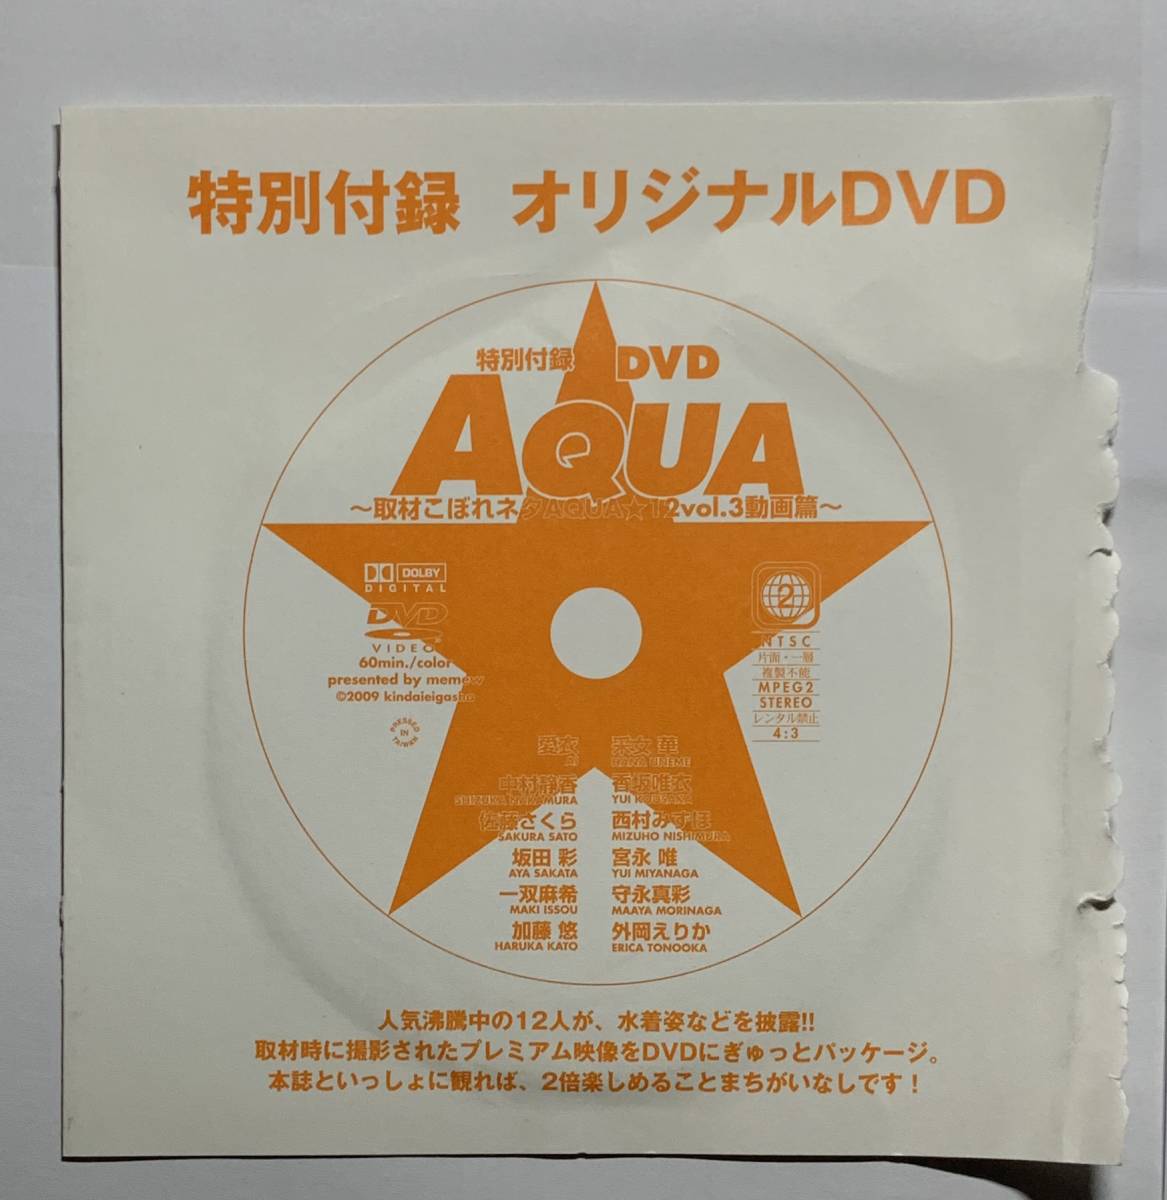 特別付録 オリジナルDVD
特別付録 DVD
AQUA
～取材こぼれネタAQUA★12vol.3動画篇～
DOLBY
DIGITAL
DVD
VIDEO
60min./color
presented by memew
©2009 kindaieigasha
PRESSED IN TAIWAN
2
NTSC
片面・一層
複製不能
MPEG2
STEREO
レンタル禁止
4:3
愛衣 采女 華
AI HANA UNEME
中村静香 香坂唯衣
SHIZUKA NAKAMURA YUI KOUSAKA
佐藤さくら 西村みずほ
SAKURA SATO MIZUHO NISHIMURA
坂田 彩 宮永 唯
AYA SAKATA YUI MIYANAGA
一双麻希 守永真彩
MAKI ISSOU MAAYA MORINAGA
加藤 悠 外岡えりか
HARUKA KATO ERICA TONOOKA
人気沸騰中の12人が、水着姿などを披露!!
取材時に撮影されたプレミアム映像をDVDにぎゅっとパッケージ。
本誌といっしょに観れば、2倍楽しめることまちがいなしです！